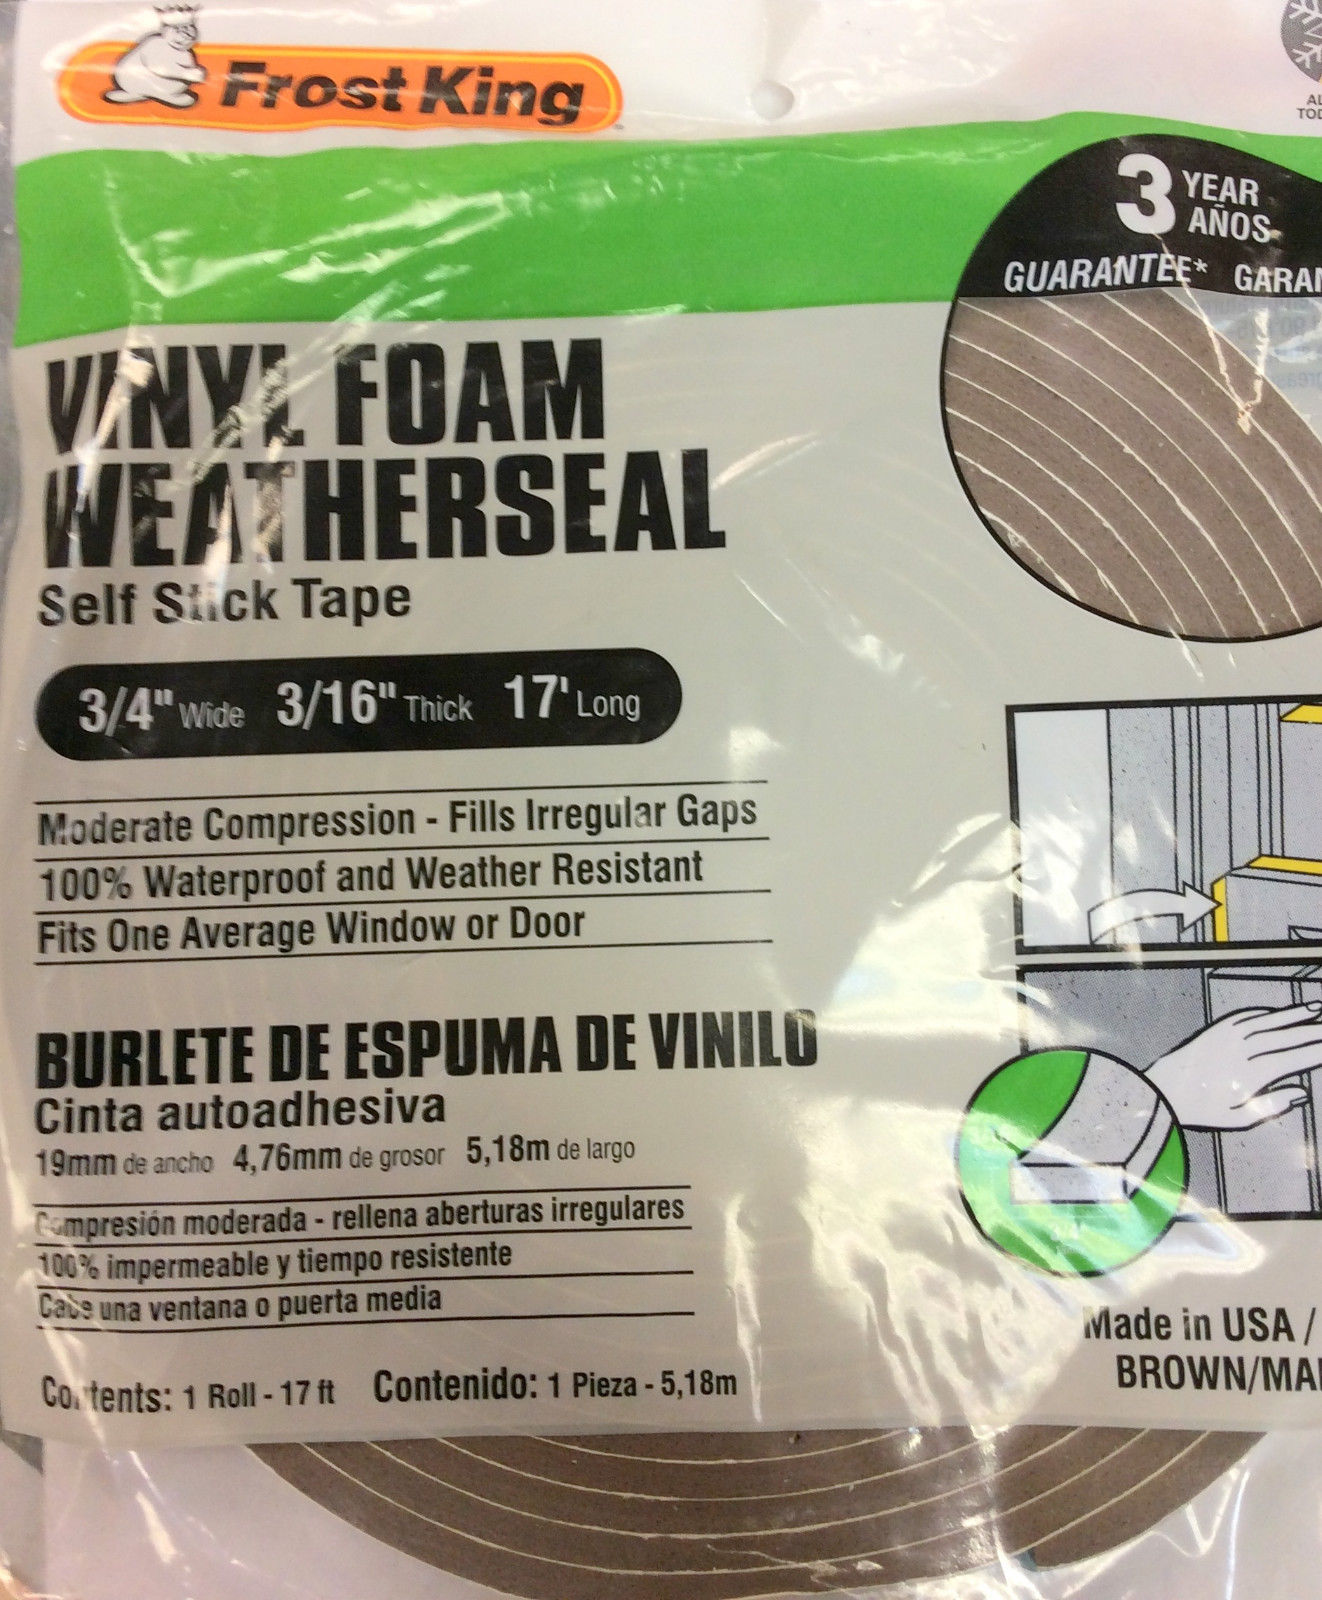 Frost King
3 YEAR
AÑOS
GUARANTEE*
VINYL FOAM
WEATHERSEAL
Self Stick Tape
3/4" Wide 3/16" Thick 17' Long
Moderate Compression - Fills Irregular Gaps
100% Waterproof and Weather Resistant
Fits One Average Window or Door
BURLETE DE ESPUMA DE VINILO
Cinta autoadhesiva
19mm de ancho 4,76mm de grosor 5,18m de largo
Compresión moderada - rellena aberturas irregulares
100% impermeable y tiempo resistente
Cabe una ventana o puerta media
Contents: 1 Roll - 17 ft Contenido: 1 Pieza - 5,18m
Made in USA /
BROWN/